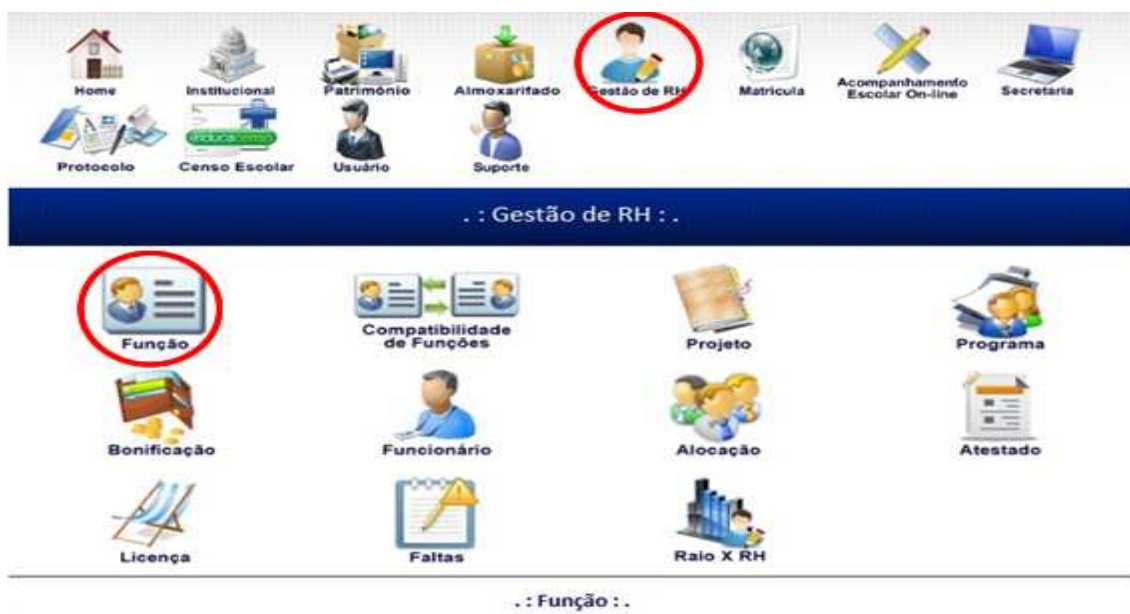 Home Institucional Patrimônio Almoxarifado Gestão de RH Matrícula Acompanhamento Escolar On-line Secretaria
Protocolo educacenso Censo Escolar Usuário Suporte
. : Gestão de RH : .
Função Compatibilidade de Funções Projeto Programa
Bonificação Funcionário Alocação Atestado
Licença Faltas Raio X RH
. : Função : .